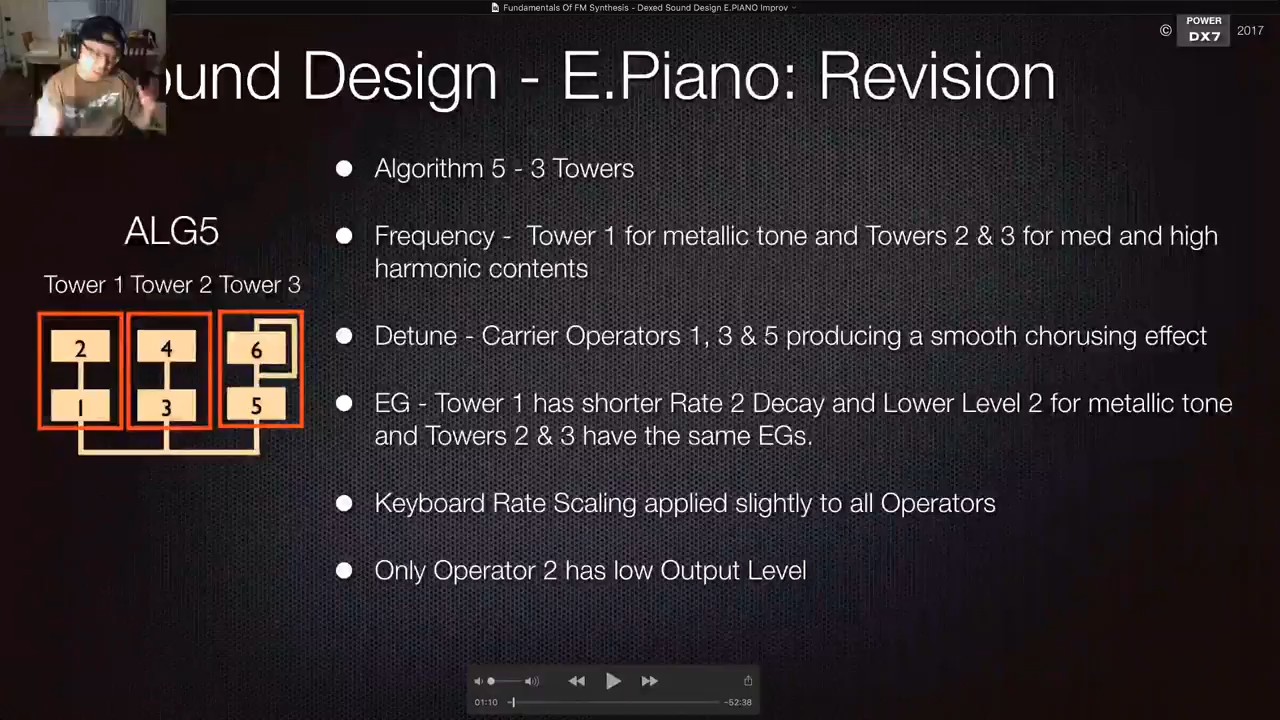 Fundamentals Of FM Synthesis - Dexed Sound Design E.PIANO Improv
© POWER DX7 2017
ound Design - E.Piano: Revision
Algorithm 5 - 3 Towers
Frequency - Tower 1 for metallic tone and Towers 2 & 3 for med and high
harmonic contents
Detune - Carrier Operators 1, 3 & 5 producing a smooth chorusing effect
EG - Tower 1 has shorter Rate 2 Decay and Lower Level 2 for metallic tone
and Towers 2 & 3 have the same EGs.
Keyboard Rate Scaling applied slightly to all Operators
Only Operator 2 has low Output Level
ALG5
Tower 1 Tower 2 Tower 3
2 4 6
1 3 5
01:10 -52:38